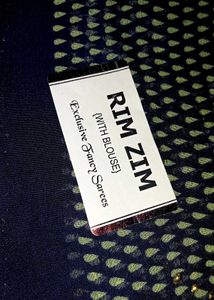 RIM ZIM
{WITH BLOUSE}
Exclusive Fancy Sarees